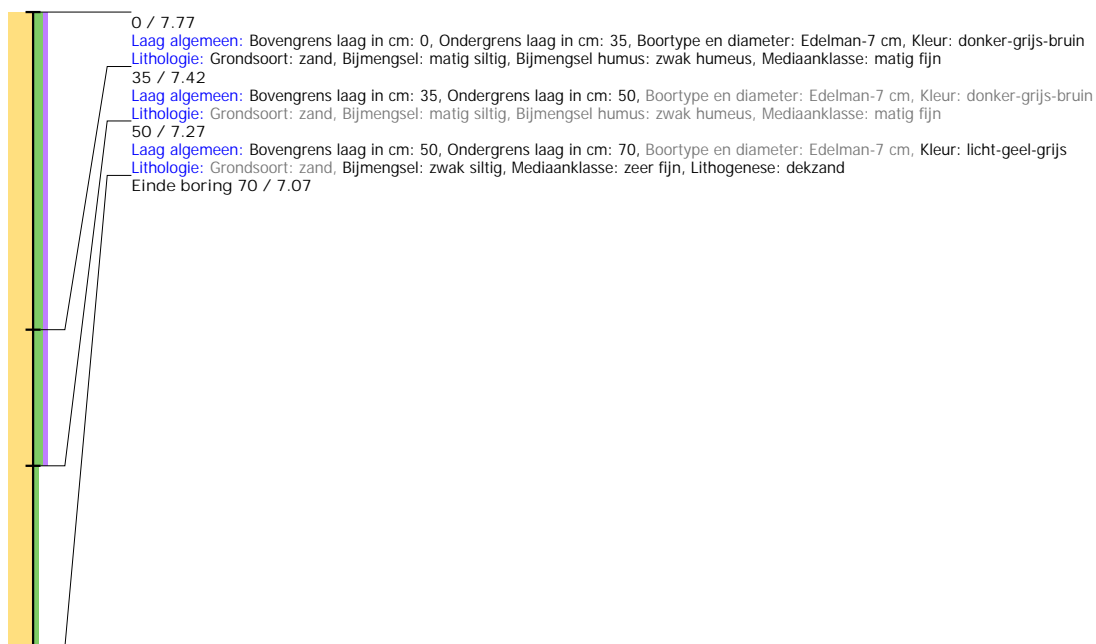 0 / 7.77
Laag algemeen: Bovengrens laag in cm: 0, Ondergrens laag in cm: 35, Boortype en diameter: Edelman-7 cm, Kleur: donker-grijs-bruin
Lithologie: Grondsoort: zand, Bijmengsel: matig siltig, Bijmengsel humus: zwak humeus, Mediaanklasse: matig fijn
35 / 7.42
Laag algemeen: Bovengrens laag in cm: 35, Ondergrens laag in cm: 50, Boortype en diameter: Edelman-7 cm, Kleur: donker-grijs-bruin
Lithologie: Grondsoort: zand, Bijmengsel: matig siltig, Bijmengsel humus: zwak humeus, Mediaanklasse: matig fijn
50 / 7.27
Laag algemeen: Bovengrens laag in cm: 50, Ondergrens laag in cm: 70, Boortype en diameter: Edelman-7 cm, Kleur: licht-geel-grijs
Lithologie: Grondsoort: zand, Bijmengsel: zwak siltig, Mediaanklasse: zeer fijn, Lithogenese: dekzand
Einde boring 70 / 7.07